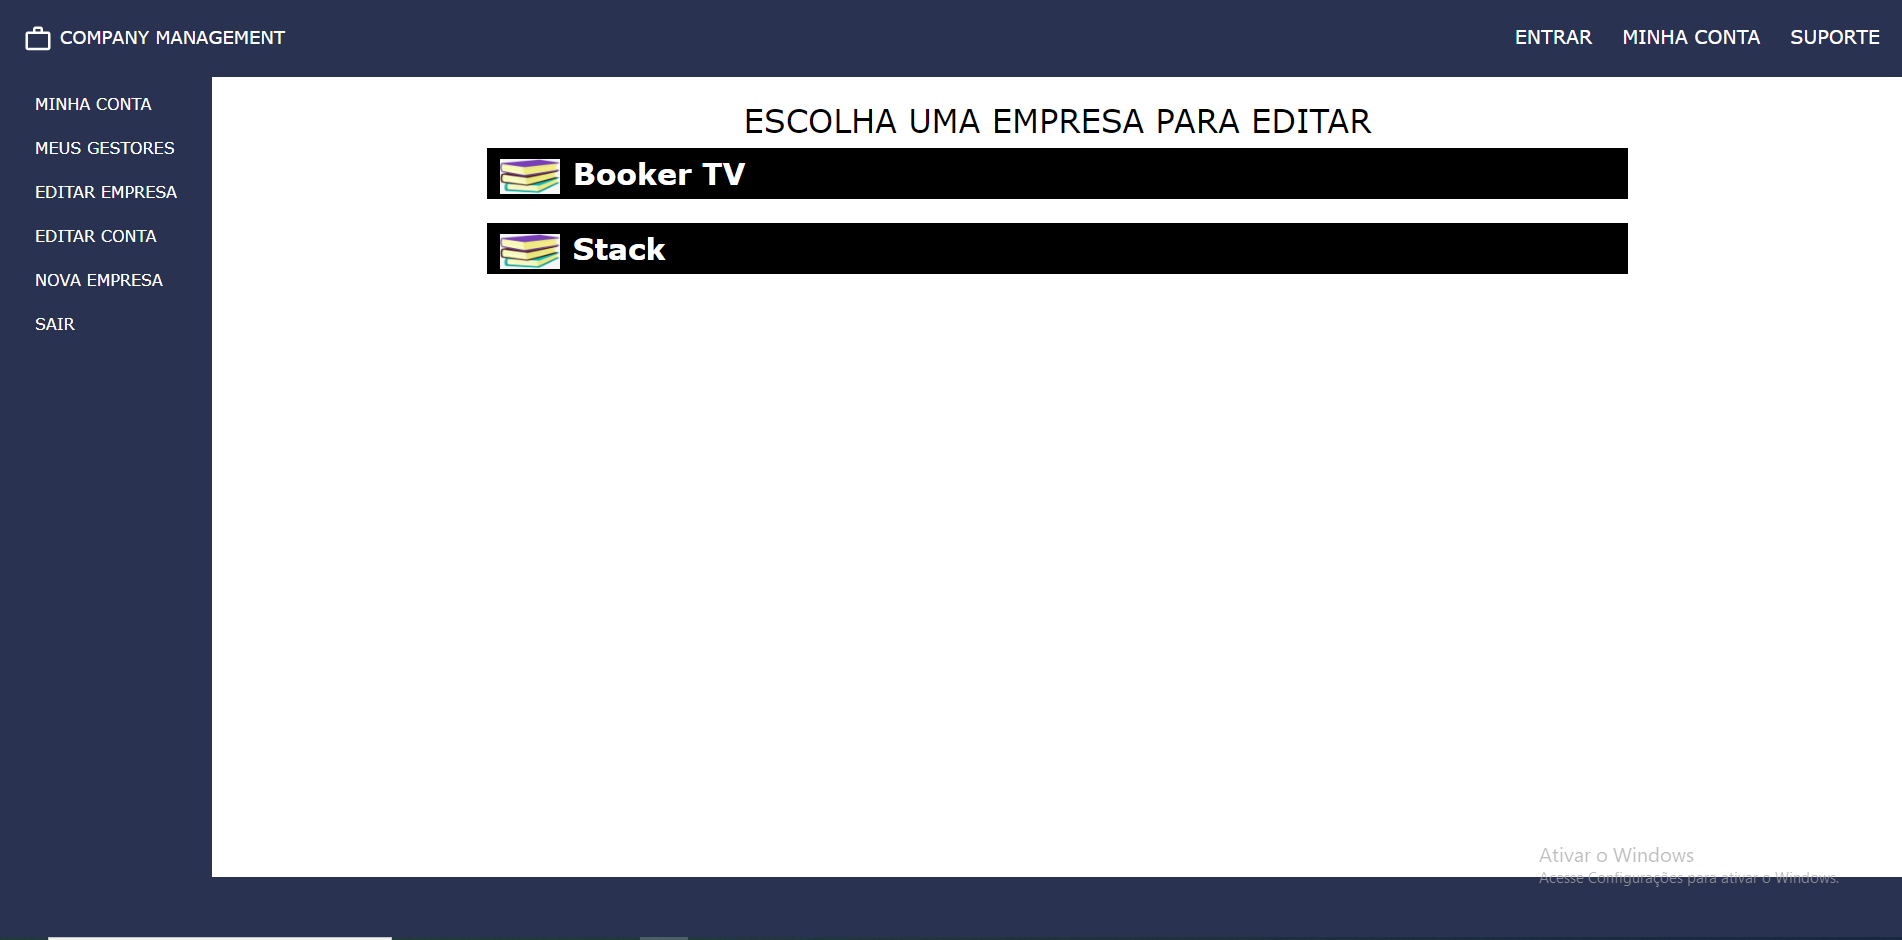 COMPANY MANAGEMENT
ENTRAR MINHA CONTA SUPORTE
MINHA CONTA
MEUS GESTORES
EDITAR EMPRESA
EDITAR CONTA
NOVA EMPRESA
SAIR
ESCOLHA UMA EMPRESA PARA EDITAR
Booker TV
Stack
Ativar o Windows
Acesse Configurações para ativar o Windows.